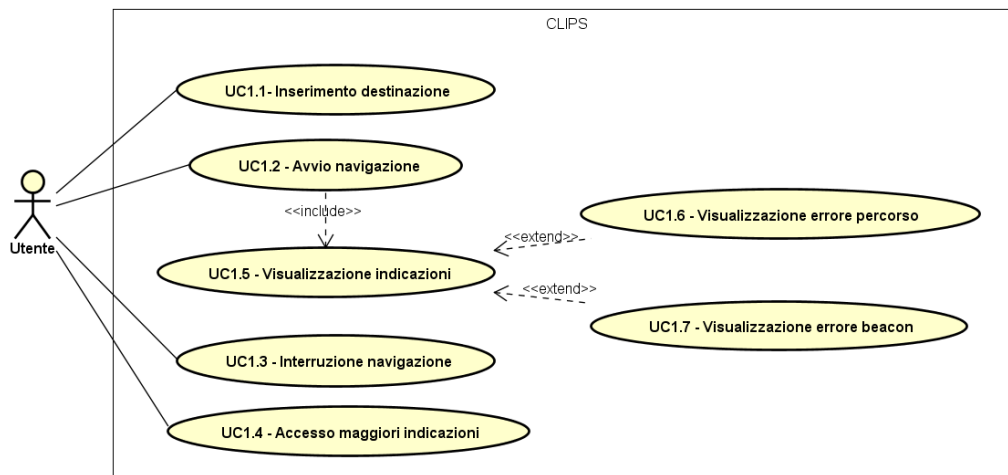 CLIPS
UC1.1- Inserimento destinazione
UC1.2 - Avvio navigazione
<<include>>
UC1.6 - Visualizzazione errore percorso
<<extend>>
Utente
UC1.5 - Visualizzazione indicazioni
<<extend>>
UC1.7 - Visualizzazione errore beacon
UC1.3 - Interruzione navigazione
UC1.4 - Accesso maggiori indicazioni